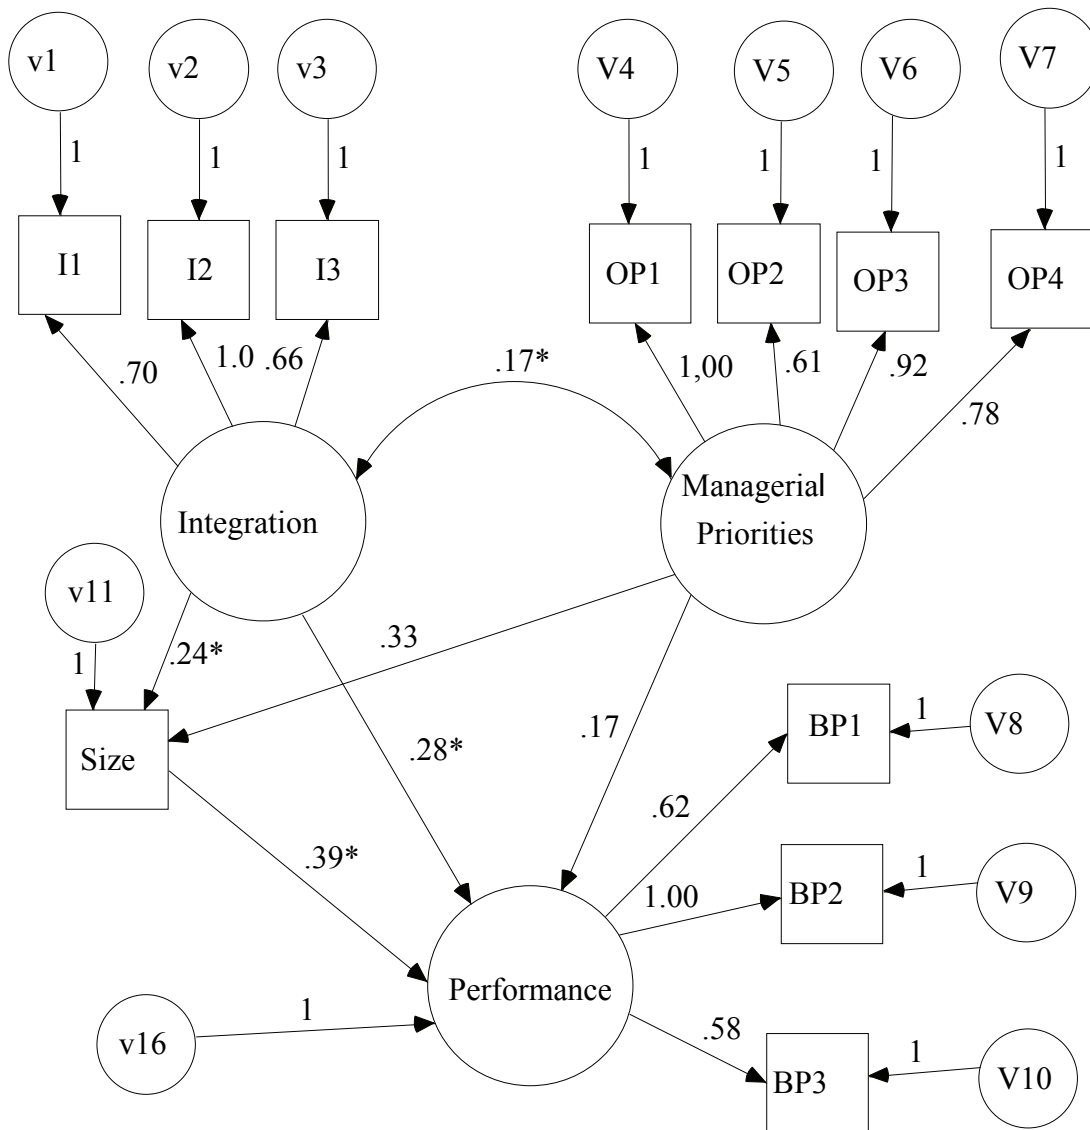 v1
v2
v3
V4
V5
V6
V7
1
1
1
1
1
1
1
I1
I2
I3
OP1
OP2
OP3
OP4
.70
1.0
.66
.17*
1,00
.61
.92
.78
Integration
Managerial
Priorities
v11
1
.24*
.33
Size
.28*
.17
BP1
1
V8
.62
.39*
1.00
BP2
1
V9
Performance
v16
1
.58
BP3
1
V10